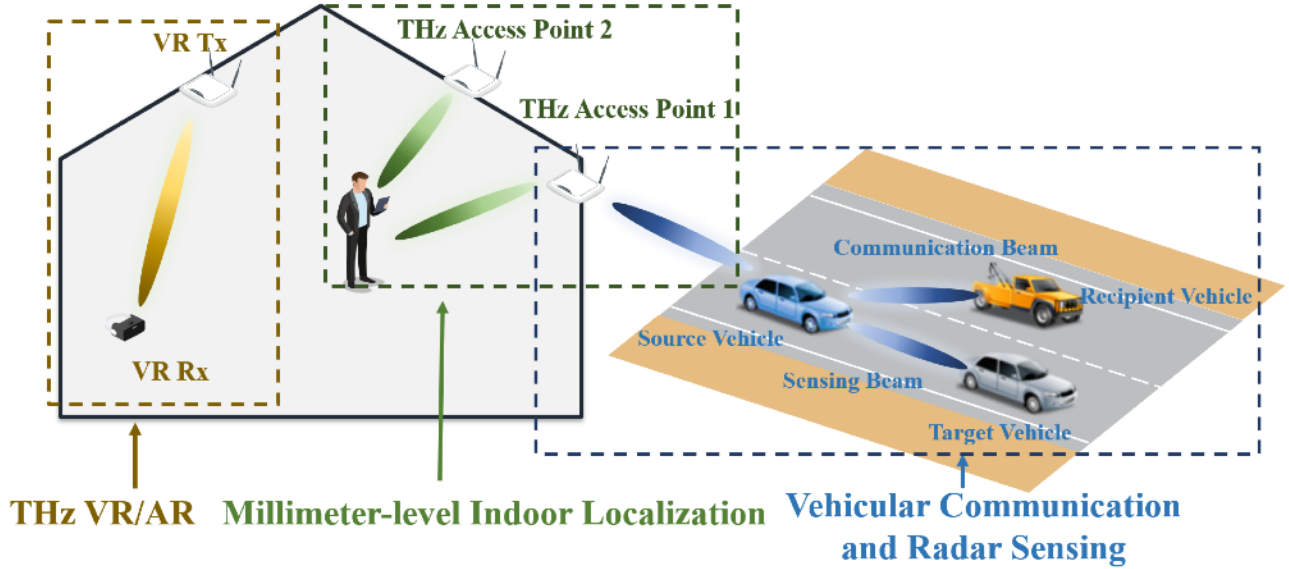 VR Tx
THz Access Point 2
THz Access Point 1
VR Rx
Communication Beam
Recipient Vehicle
Source Vehicle
Sensing Beam
Target Vehicle
THz VR/AR
Millimeter-level Indoor Localization
Vehicular Communication
and Radar Sensing